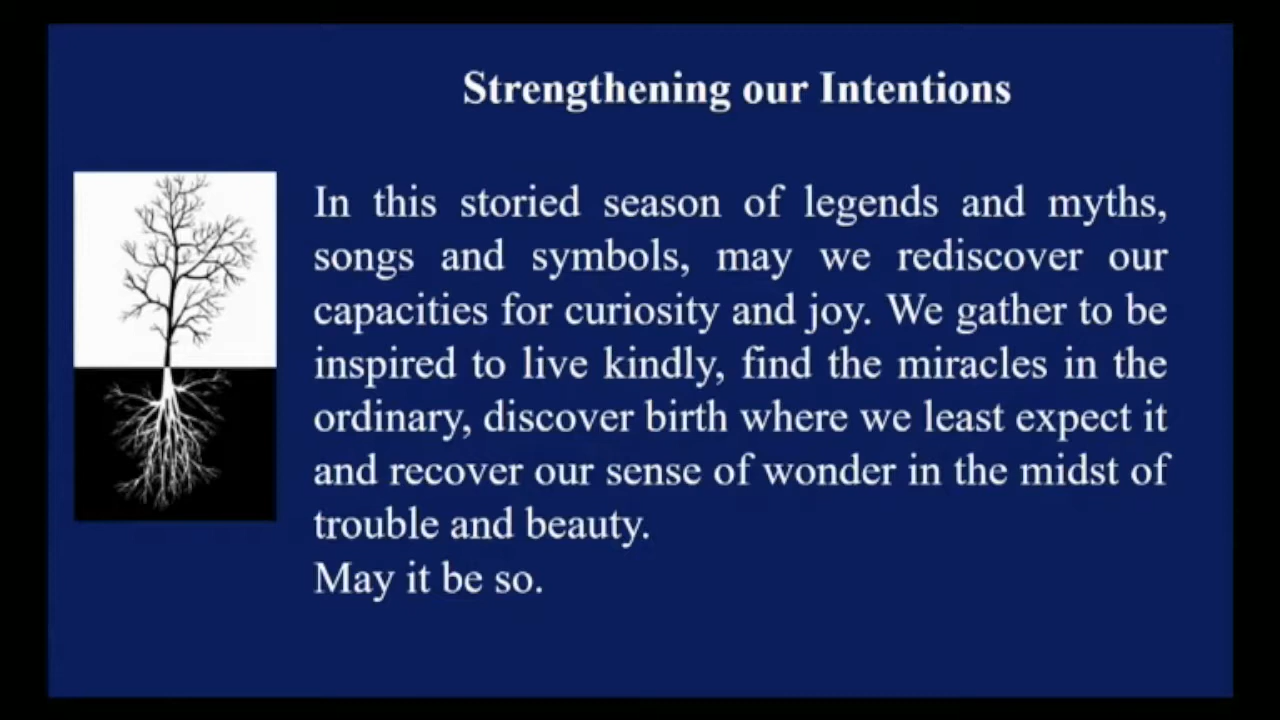 Strengthening our Intentions
In this storied season of legends and myths,
songs and symbols, may we rediscover our
capacities for curiosity and joy. We gather to be
inspired to live kindly, find the miracles in the
ordinary, discover birth where we least expect it
and recover our sense of wonder in the midst of
trouble and beauty.
May it be so.